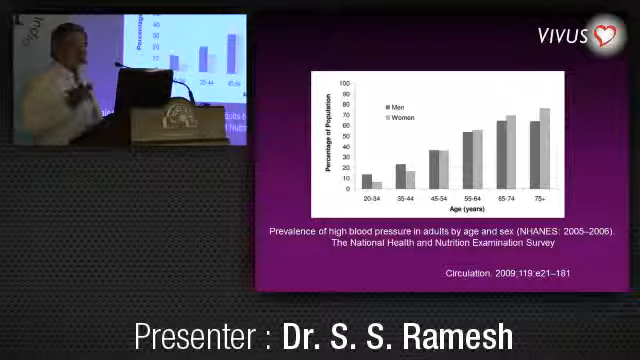 VIVUS
Indo
100
90
80
70
60
50
40
30
20
10
0
Percentage of Population
Men
Women
20-34
35-44
45-54
55-64
65-74
75+
Age (years)
Prevalence of high blood pressure in adults by age and sex (NHANES: 2005–2006).
The National Health and Nutrition Examination Survey
Circulation. 2009;119:e21–181
Presenter : Dr. S. S. Ramesh